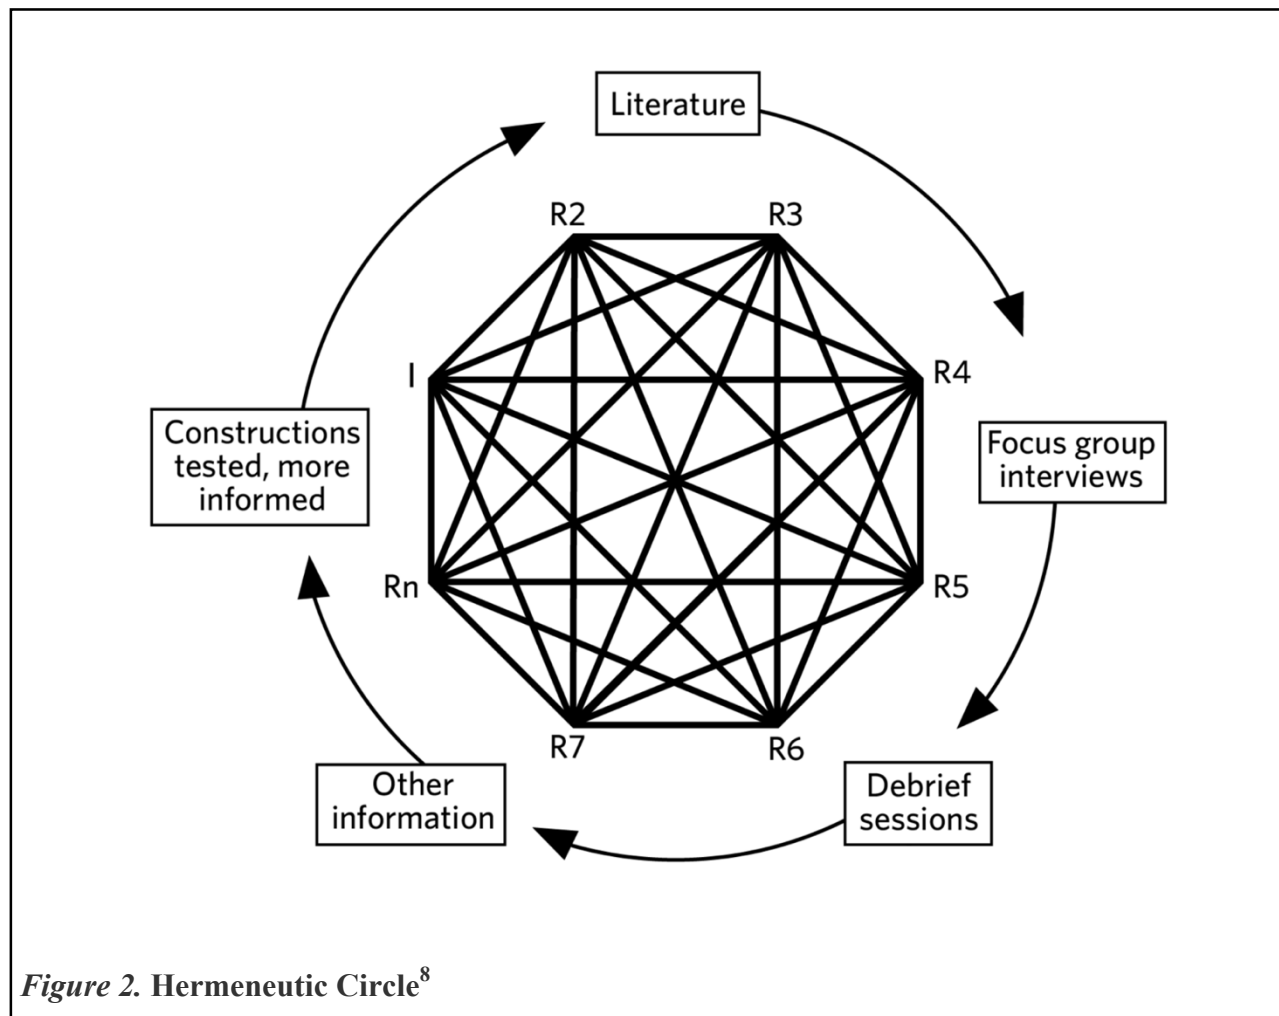 Literature
R2
R3
I
R4
Constructions
tested, more
informed
Focus group
interviews
Rn
R5
R7
R6
Other
information
Debrief
sessions
Figure 2. Hermeneutic Circle8